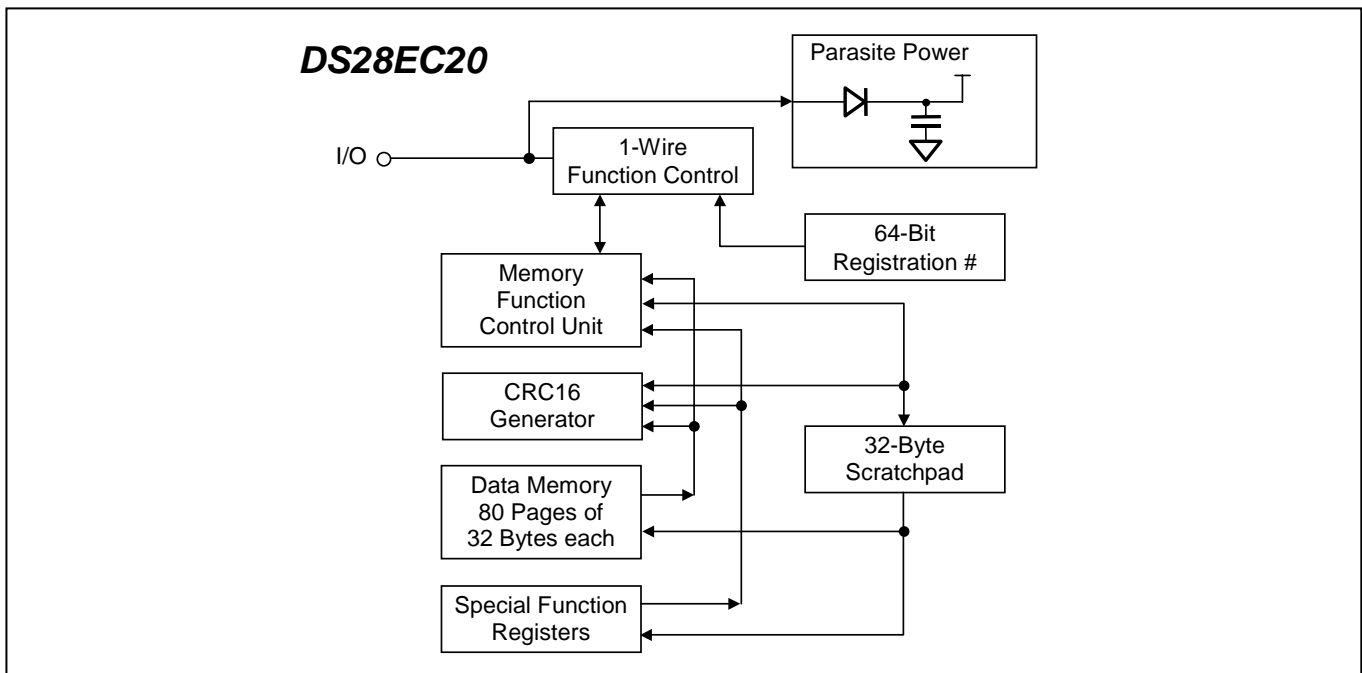 DS28EC20
Parasite Power
I/O
1-Wire
Function Control
64-Bit
Registration #
Memory
Function
Control Unit
CRC16
Generator
32-Byte
Scratchpad
Data Memory
80 Pages of
32 Bytes each
Special Function
Registers